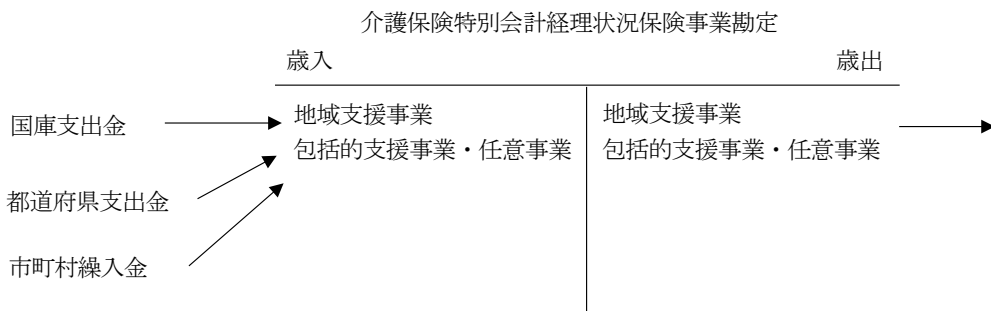 介護保険特別会計経理状況保険事業勘定
歳入
歳出
国庫支出金
都道府県支出金
市町村繰入金
地域支援事業
包括的支援事業・任意事業
地域支援事業
包括的支援事業・任意事業